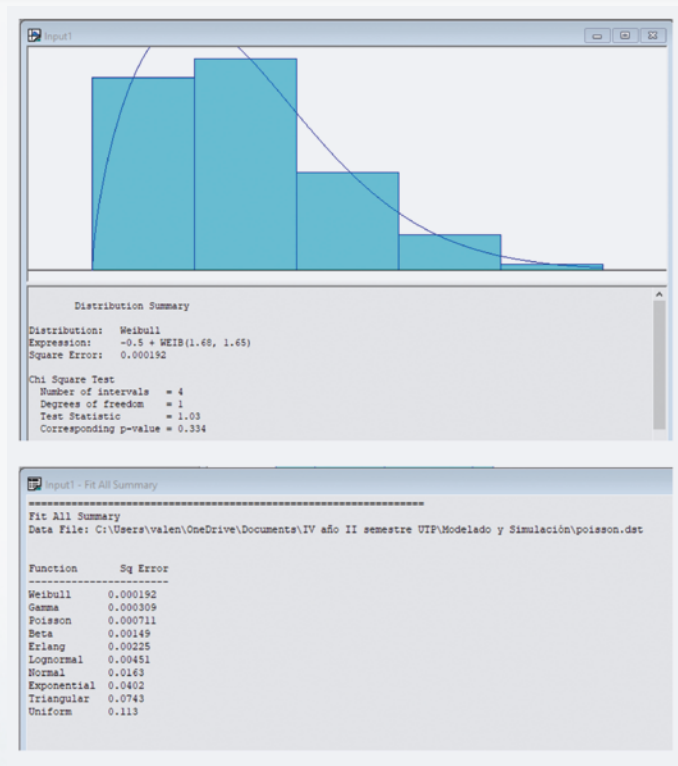 Input1
Distribution Summary
Distribution: Weibull
Expression: -0.5 + WEIB(1.68, 1.65)
Square Error: 0.000192
Chi Square Test
Number of intervals = 4
Degrees of freedom = 1
Test Statistic = 1.03
Corresponding p-value = 0.334
Input1 - Fit All Summary
Fit All Summary
Data File: C:\Users\valen\OneDrive\Documents\IV año II semestre UTP\Modelado y Simulación\poisson.dst
Function Sq Error
Weibull 0.000192
Gamma 0.000309
Poisson 0.000711
Beta 0.00149
Erlang 0.00225
Lognormal 0.00451
Normal 0.0163
Exponential 0.0402
Triangular 0.0743
Uniform 0.113